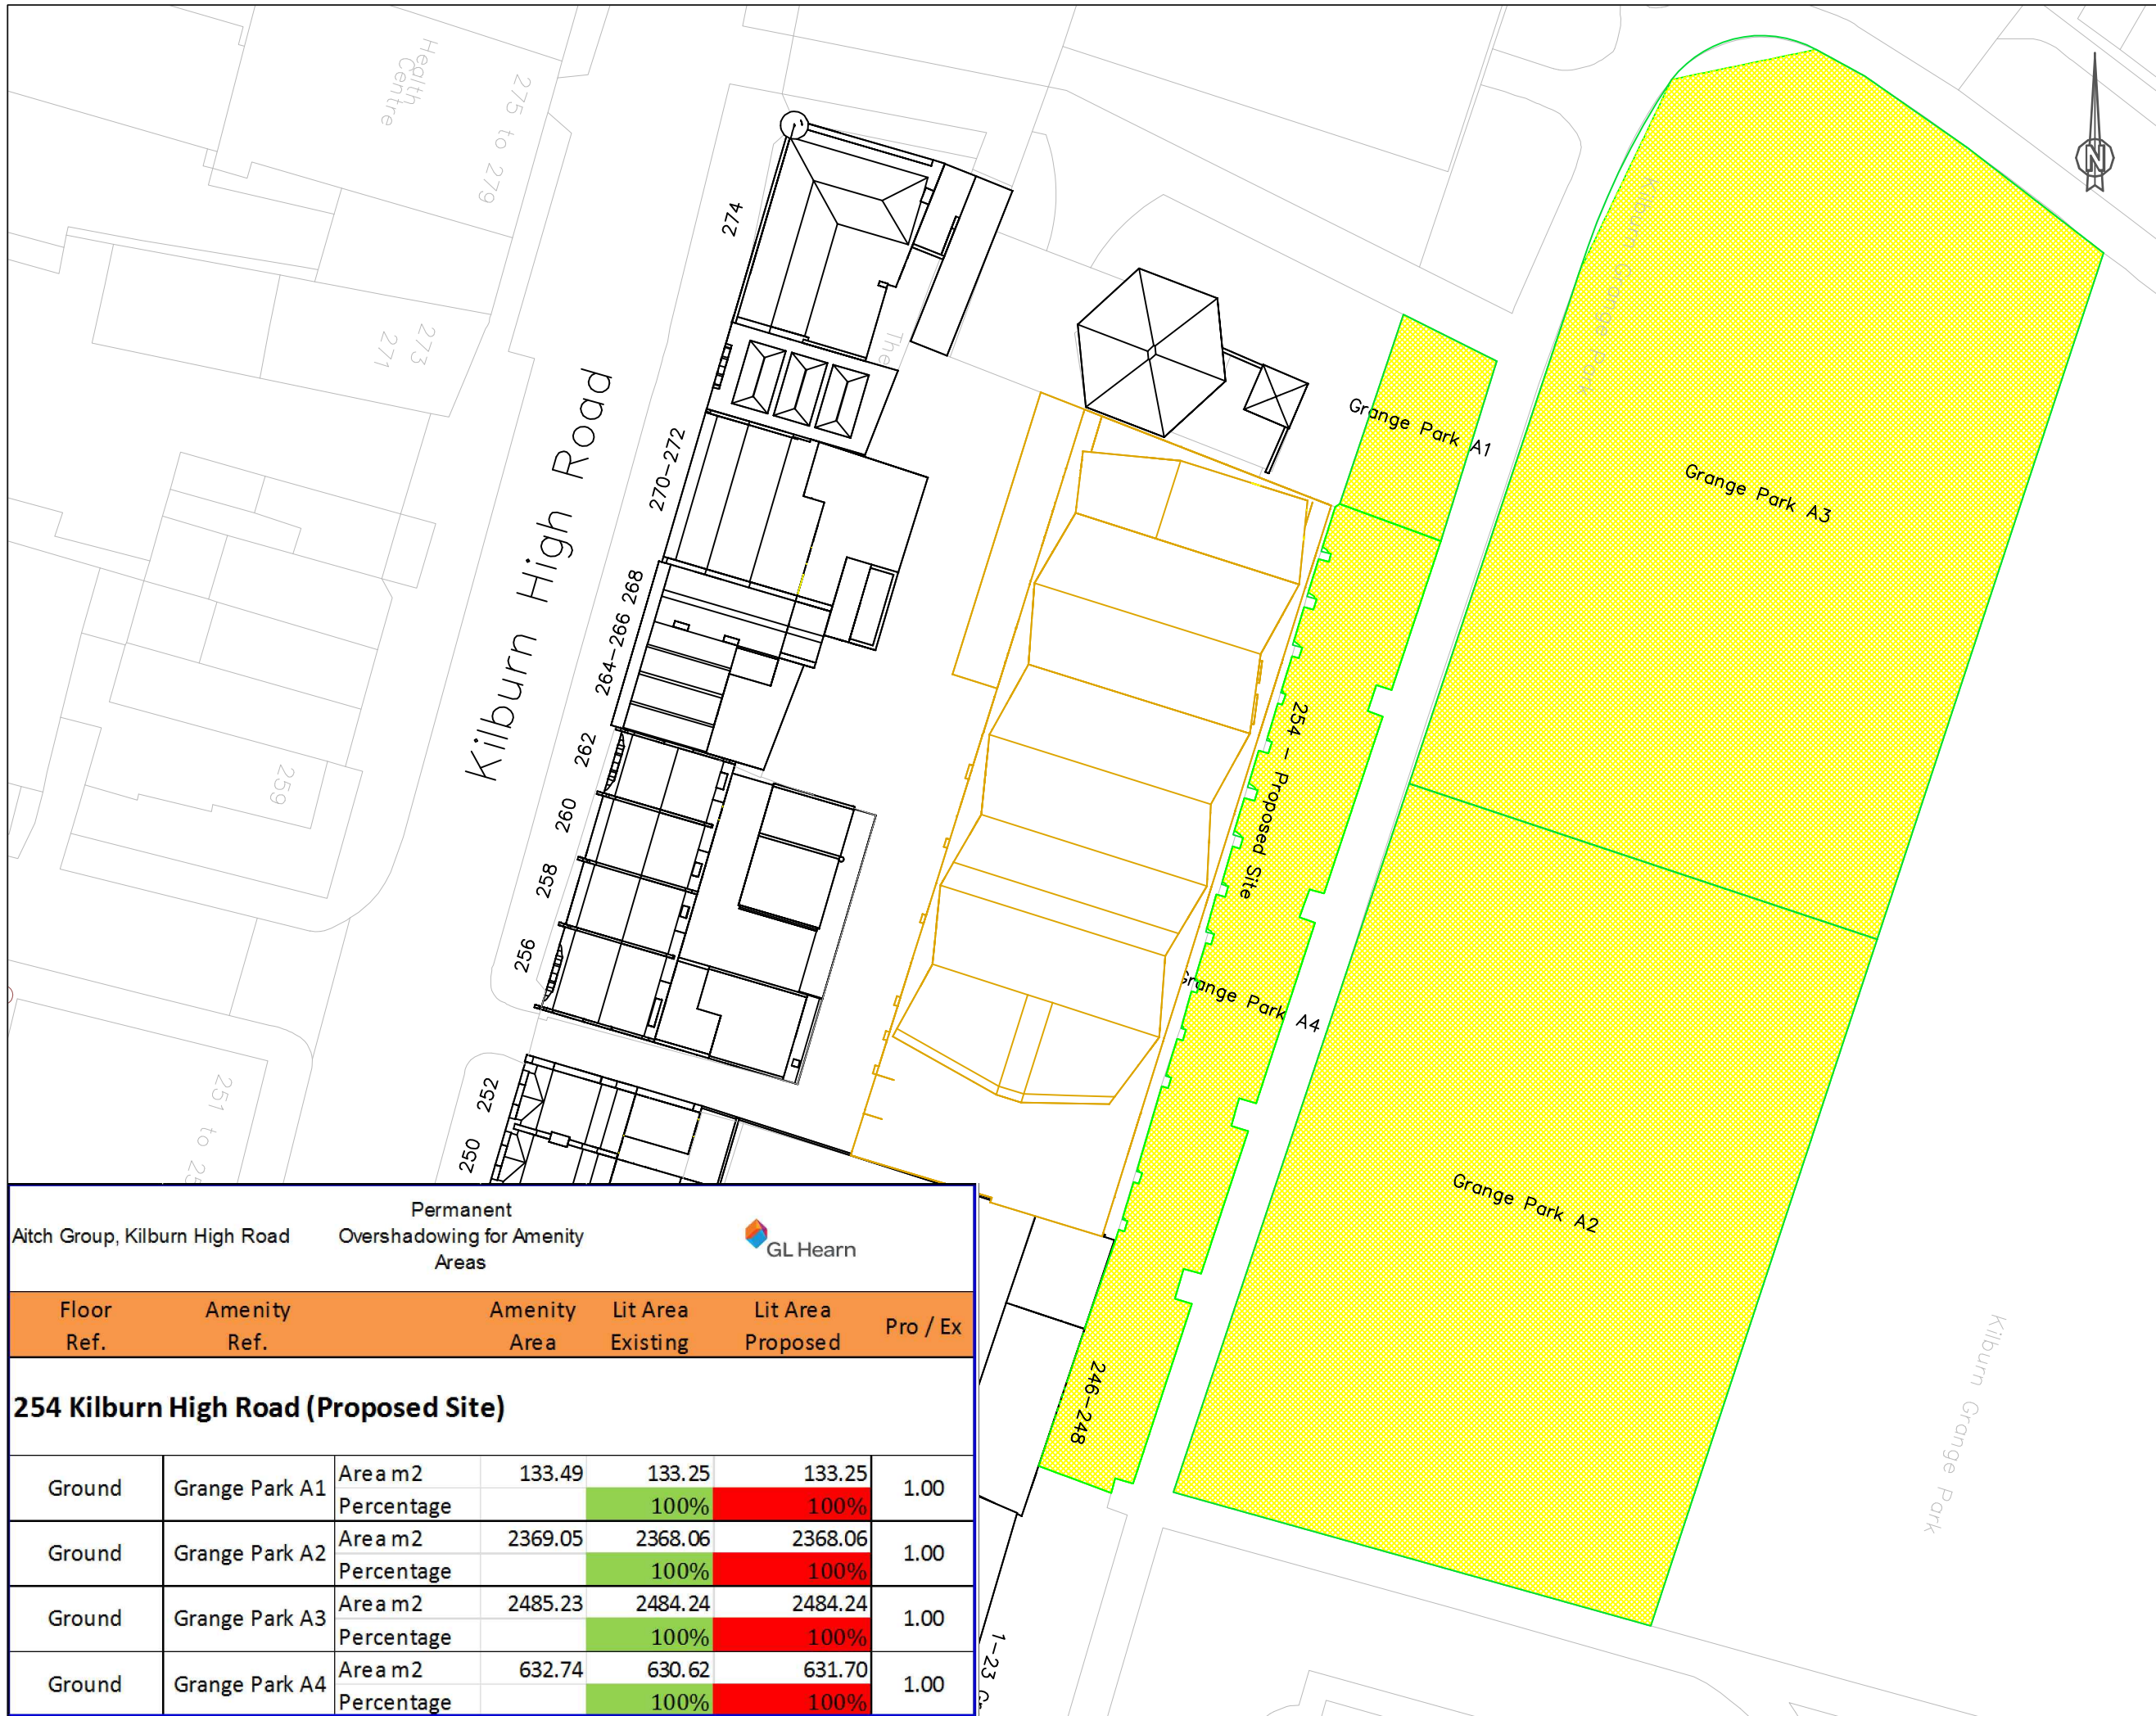 Health
Centre
275 to 279
274
Kilburn Grange Park
273
271
The
Kilburn High Road
Grange Park A1
Grange Park A3
270-272
268
264-266
262
259
260
258
256
254 - Proposed Site
Grange Park A4
252
250
251 to
Grange Park A2
246-248
Kilburn Grange Park
1-23
N
Aitch Group, Kilburn High Road
Permanent
Overshadowing for Amenity
Areas
GL Hearn
Floor Ref. Amenity Ref. Amenity Area Lit Area Existing Lit Area Proposed Pro / Ex
254 Kilburn High Road (Proposed Site)
Ground Grange Park A1 Area m2 133.49 133.25 133.25 1.00
Percentage 100% 100%
Ground Grange Park A2 Area m2 2369.05 2368.06 2368.06 1.00
Percentage 100% 100%
Ground Grange Park A3 Area m2 2485.23 2484.24 2484.24 1.00
Percentage 100% 100%
Ground Grange Park A4 Area m2 632.74 630.62 631.70 1.00
Percentage 100% 100%